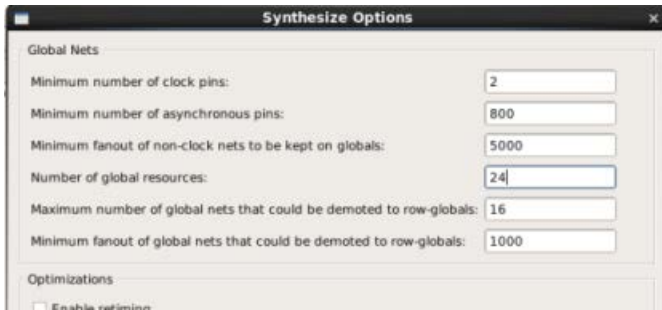 Synthesize Options
Global Nets
Minimum number of clock pins: 2
Minimum number of asynchronous pins: 800
Minimum fanout of non-clock nets to be kept on globals: 5000
Number of global resources: 24
Maximum number of global nets that could be demoted to row-globals: 16
Minimum fanout of global nets that could be demoted to row-globals: 1000
Optimizations
Enable retiming